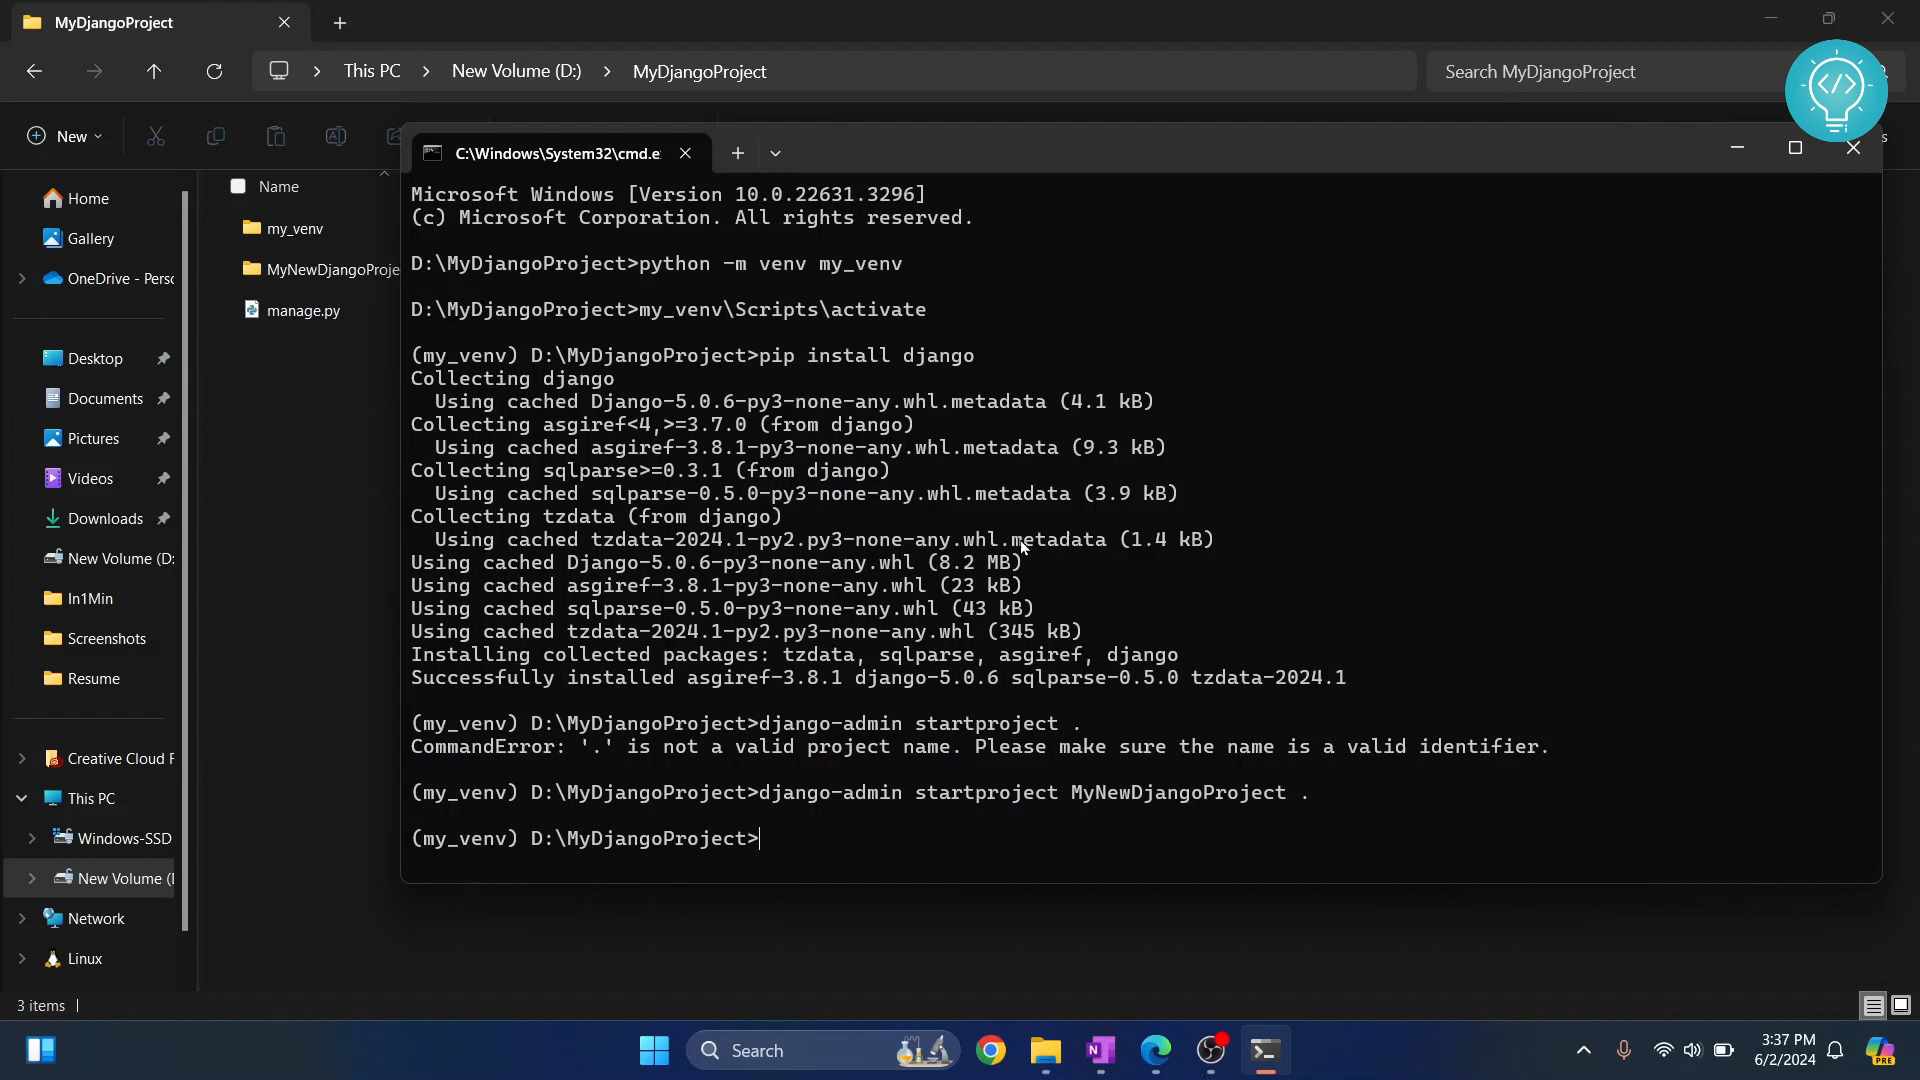 MyDjangoProject
This PC > New Volume (D:) > MyDjangoProject
Search MyDjangoProject
</>
New
C:\Windows\System32\cmd.e
Name
Home
Gallery
OneDrive - Pers
Desktop
Documents
Pictures
Videos
Downloads
New Volume (D:
In1Min
Screenshots
Resume
Creative Cloud F
This PC
Windows-SSD
New Volume (
Network
Linux
my_venv
MyNewDjangoProje
manage.py
Microsoft Windows [Version 10.0.22631.3296]
(c) Microsoft Corporation. All rights reserved.
D:\MyDjangoProject>python -m venv my_venv
D:\MyDjangoProject>my_venv\Scripts\activate
(my_venv) D:\MyDjangoProject>pip install django
Collecting django
Using cached Django-5.0.6-py3-none-any.whl.metadata (4.1 kB)
Collecting asgiref<4,>=3.7.0 (from django)
Using cached asgiref-3.8.1-py3-none-any.whl.metadata (9.3 kB)
Collecting sqlparse>=0.3.1 (from django)
Using cached sqlparse-0.5.0-py3-none-any.whl.metadata (3.9 kB)
Collecting tzdata (from django)
Using cached tzdata-2024.1-py2.py3-none-any.whl.metadata (1.4 kB)
Using cached Django-5.0.6-py3-none-any.whl (8.2 MB)
Using cached asgiref-3.8.1-py3-none-any.whl (23 kB)
Using cached sqlparse-0.5.0-py3-none-any.whl (43 kB)
Using cached tzdata-2024.1-py2.py3-none-any.whl (345 kB)
Installing collected packages: tzdata, sqlparse, asgiref, django
Successfully installed asgiref-3.8.1 django-5.0.6 sqlparse-0.5.0 tzdata-2024.1
(my_venv) D:\MyDjangoProject>django-admin startproject .
CommandError: '.' is not a valid project name. Please make sure the name is a valid identifier.
(my_venv) D:\MyDjangoProject>django-admin startproject MyNewDjangoProject .
(my_venv) D:\MyDjangoProject>
3 items
Search
3:37 PM
6/2/2024
PRE